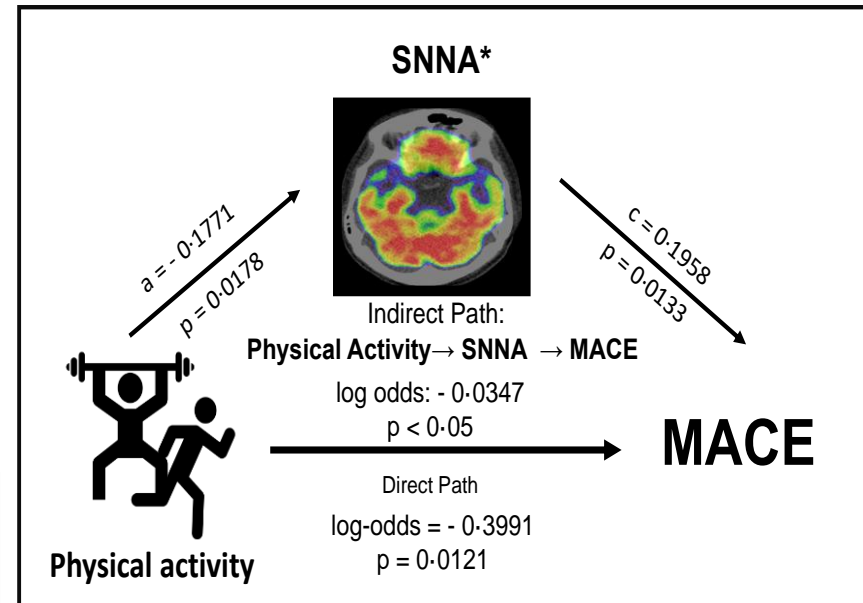 SNNA*
a = - 0·1771
p = 0·0178
c = 0·1958
p = 0·0133
Indirect Path:
Physical Activity→ SNNA → MACE
log odds: - 0·0347
p < 0·05
MACE
Direct Path
log-odds = - 0·3991
p = 0·0121
Physical activity